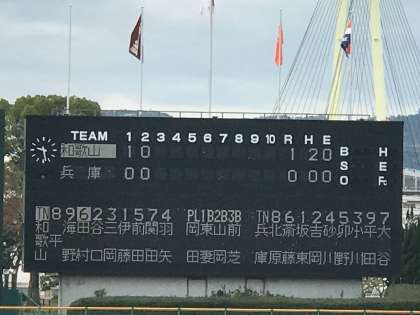 TEAM 1 2 3 4 5 6 7 8 9 10 R H E
和歌山 1 0 1 2 0
兵庫 0 0 0 0 0
B S O
H E F
TN 8 9 6 2 3 1 5 7 4 PL 1B 2B 3B TN 8 6 1 2 4 5 3 9 7
和歌山 海野 田村 谷口 三岡 伊藤 前田 関田 羽矢 岡田 東妻 山岡 前芝 兵庫 北原 斎藤 坂東 吉岡 砂川 卯野 小川 平田 大谷
平